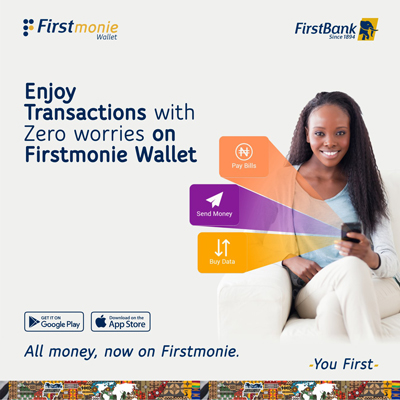 Firstmonie
Wallet
FirstBank
Since 1894
Enjoy
Transactions with
Zero worries on
Firstmonie Wallet
₦
Pay Bills
Send Money
Buy Data
GET IT ON
Google Play
Download on the
App Store
All money, now on Firstmonie.
-You First-